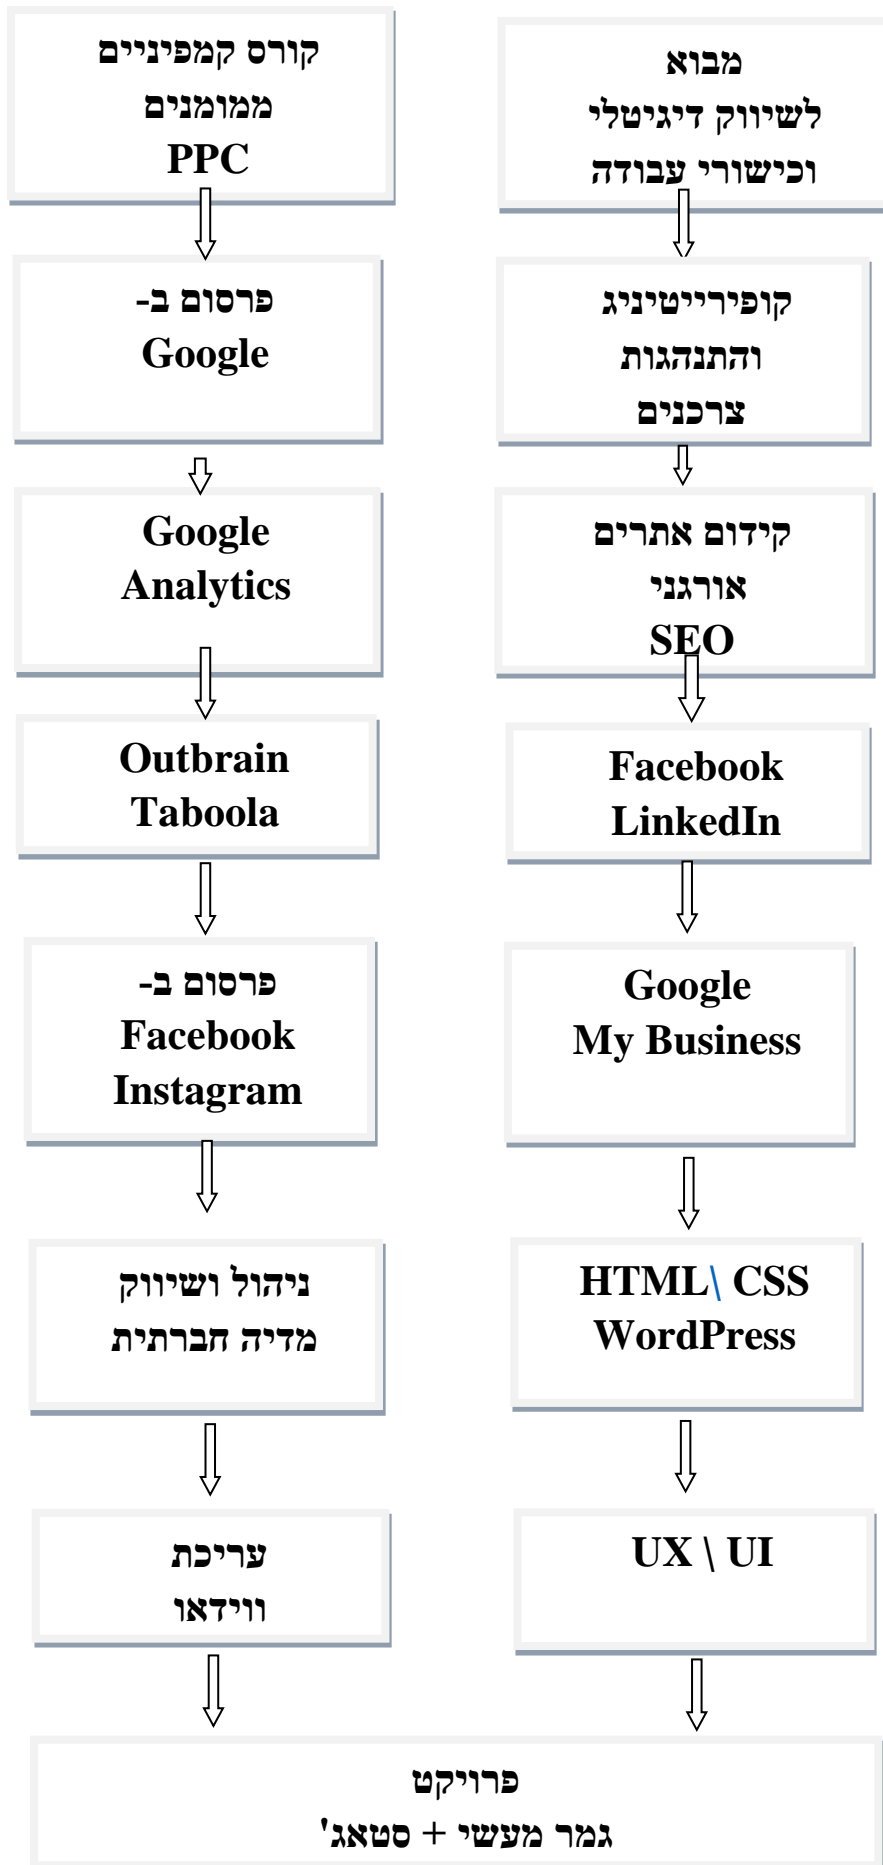 מבוא
לשיווק דיגיטלי
וכישורי עבודה
קופירייטיניג
והתנהגות
צרכנים
קידום אתרים
אורגני
SEO
Facebook
LinkedIn
Google
My Business
HTML\ CSS
WordPress
UX \ UI
קורס קמפיניים
ממומנים
PPC
פרסום ב-
Google
Google
Analytics
Outbrain
Taboola
פרסום ב-
Facebook
Instagram
ניהול ושיווק
מדיה חברתית
עריכת
ווידאו
פרויקט
גמר מעשי + סטאג'